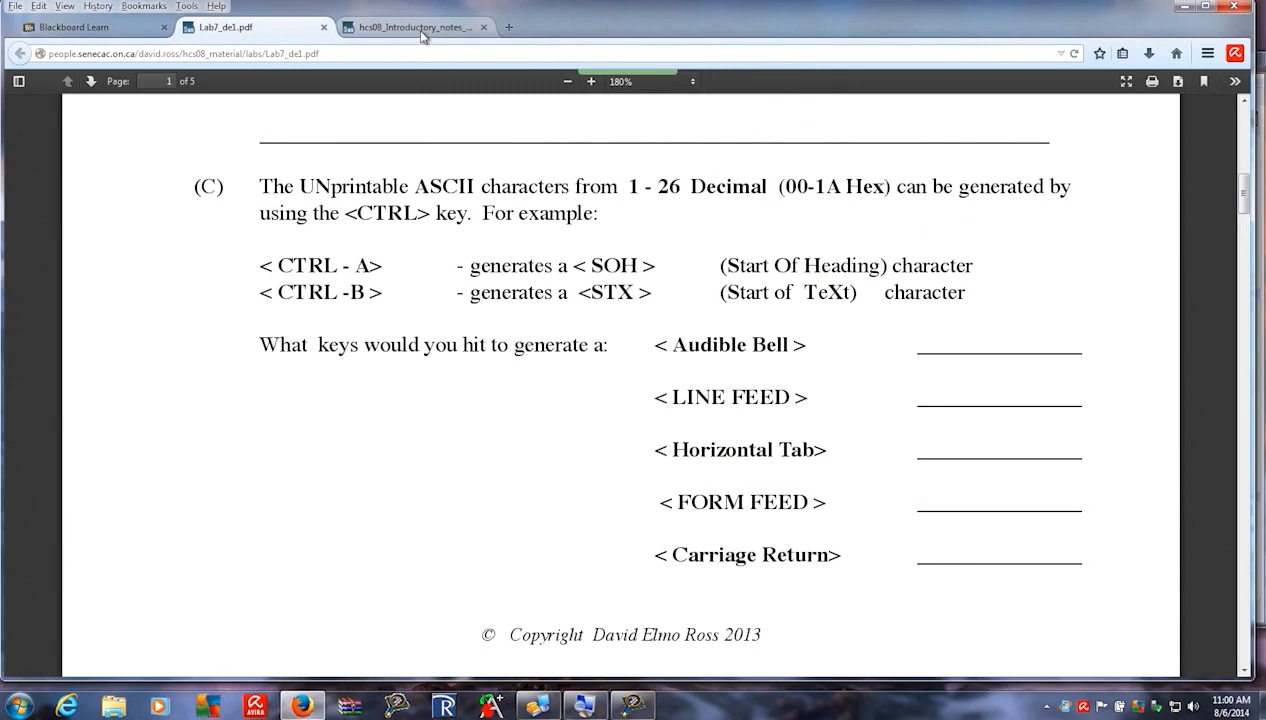 File Edit View History Bookmarks Tools Help
Blackboard Learn
Lab7_de1.pdf
hcs08_Introductory_notes_...
people.senecac.on.ca/david.ross/hcs08_material/labs/Lab7_de1.pdf
Page: 1 of 5
180%
(C) The UNprintable ASCII characters from 1 - 26 Decimal (00-1A Hex) can be generated by
using the <CTRL> key. For example:
< CTRL - A> - generates a < SOH > (Start Of Heading) character
< CTRL -B > - generates a <STX > (Start of TeXt) character
What keys would you hit to generate a: < Audible Bell >
< LINE FEED >
< Horizontal Tab>
< FORM FEED >
< Carriage Return>
© Copyright David Elmo Ross 2013
AVIRA
11:00 AM
8/6/2014